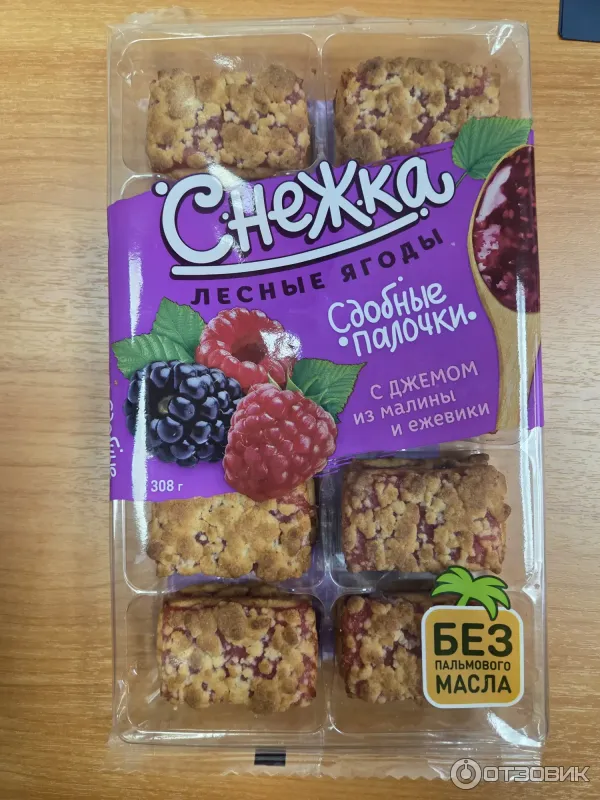 Снежка
ЛЕСНЫЕ ЯГОДЫ
Сдобные
палочки
С ДЖЕМОМ
ИЗ МАЛИНЫ
И ЕЖЕВИКИ
308 г
БЕЗ
ПАЛЬМОВОГО
МАСЛА
ОТЗОВИК